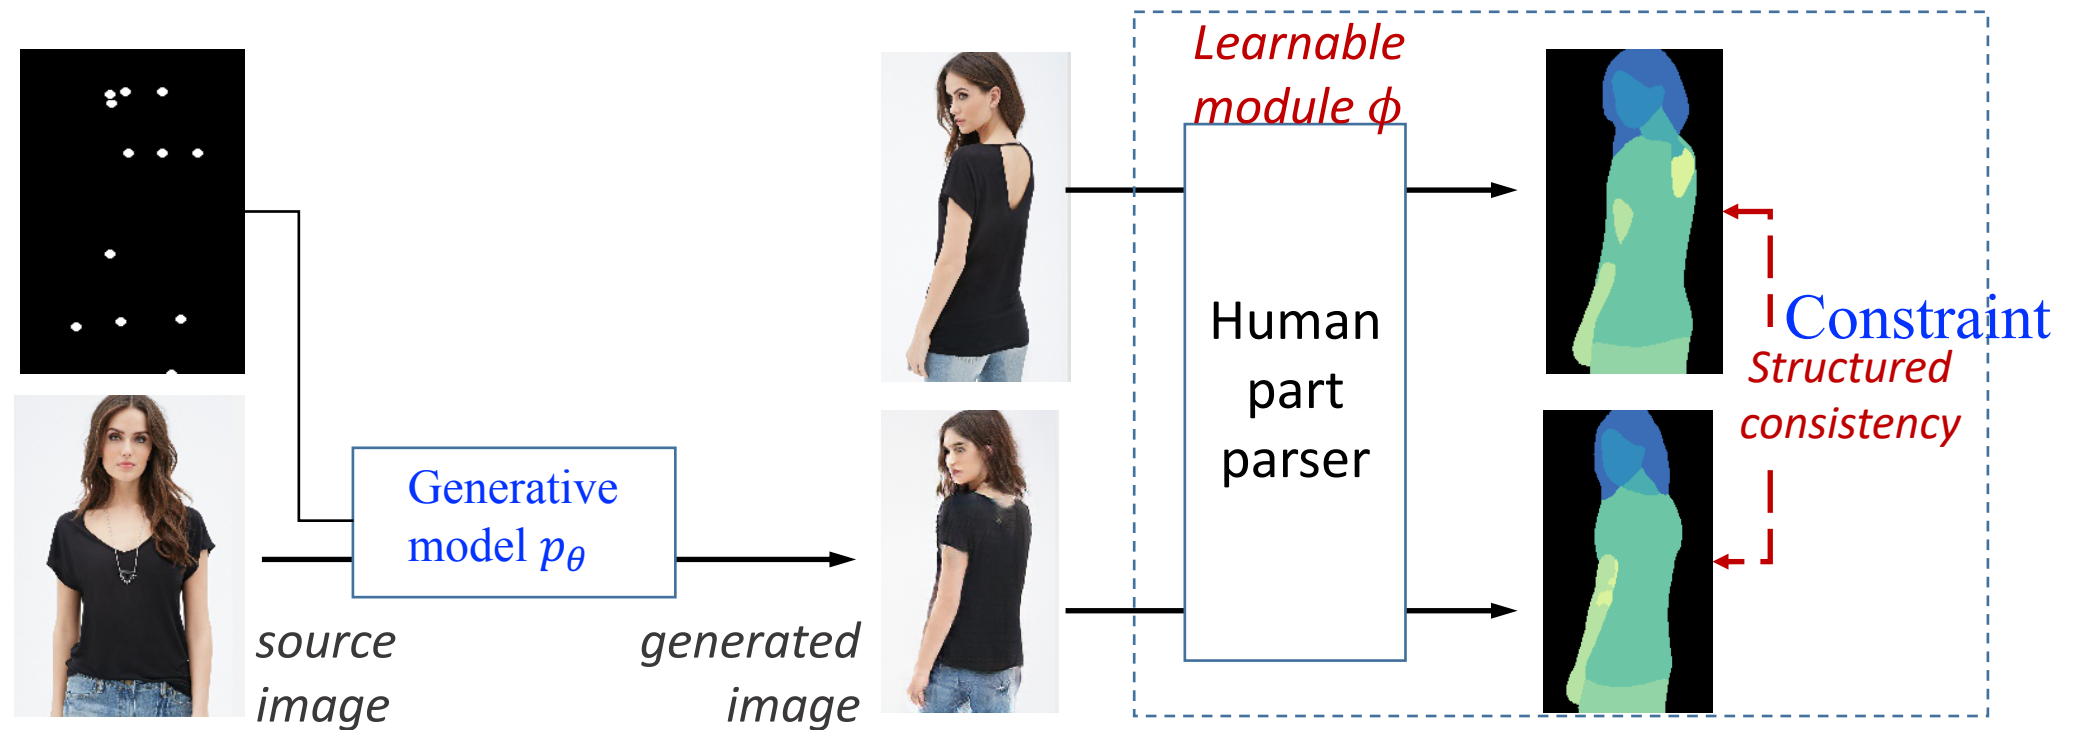 Learnable
module ϕ
Human
part
parser
Constraint
Structured
consistency
Generative
model pθ
source
image
generated
image